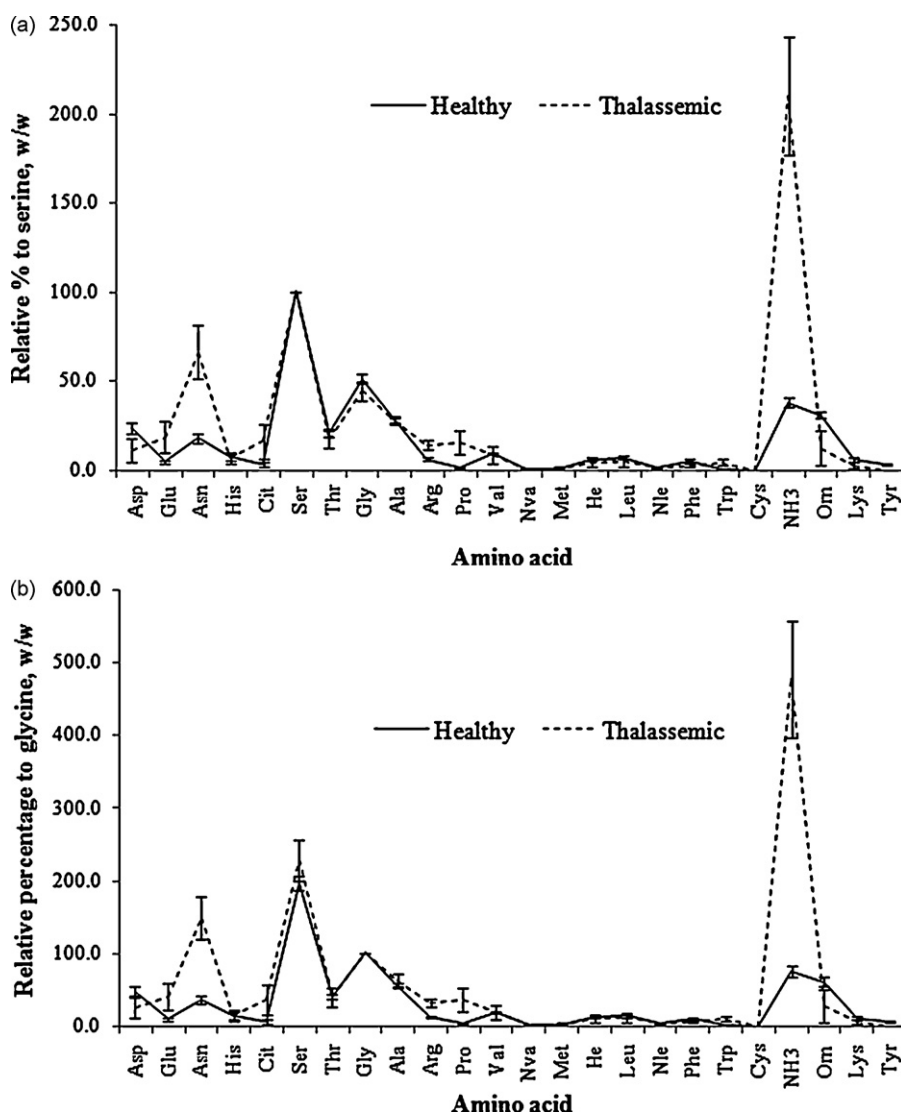 (a)
250.0
200.0
150.0
100.0
50.0
0.0
Relative % to serine, w/w
Healthy Thalassemic
Asp Glu Asn His Cit Ser Thr Gly Ala Arg Pro Val Nva Met He Leu Nle Phe Trp Cys NH3 Om Lys Tyr
Amino acid
(b)
600.0
500.0
400.0
300.0
200.0
100.0
0.0
Relative percentage to glycine, w/w
Healthy Thalassemic
Asp Glu Asn His Cit Ser Thr Gly Ala Arg Pro Val Nva Met He Leu Nle Phe Trp Cys NH3 Om Lys Tyr
Amino acid